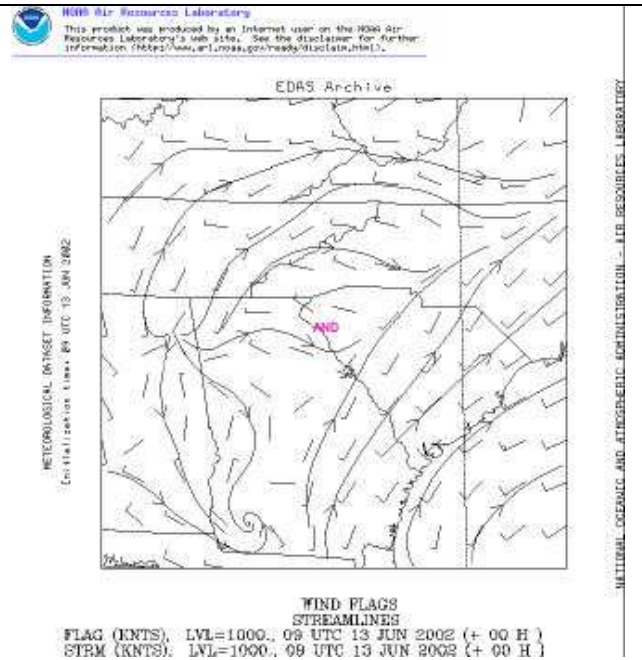 NOAA Air Resources Laboratory
This product was produced by an Internet user on the NOAA Air
Resources Laboratory's web site. See the disclaimer for further
information (http://www.arl.noaa.gov/ready/disclaim.html).
EDAS Archive
METEOROLOGICAL DATASET INFORMATION
Initialization time: 09 UTC 13 JUN 2002
AND
NATIONAL OCEANIC AND ATMOSPHERIC ADMINISTRATION - AIR RESOURCES LABORATORY
WIND FLAGS
STREAMLINES
FLAG (KNTS), LVL=1000., 09 UTC 13 JUN 2002 (+ 00 H )
STRM (KNTS), LVL=1000., 09 UTC 13 JUN 2002 (+ 00 H )